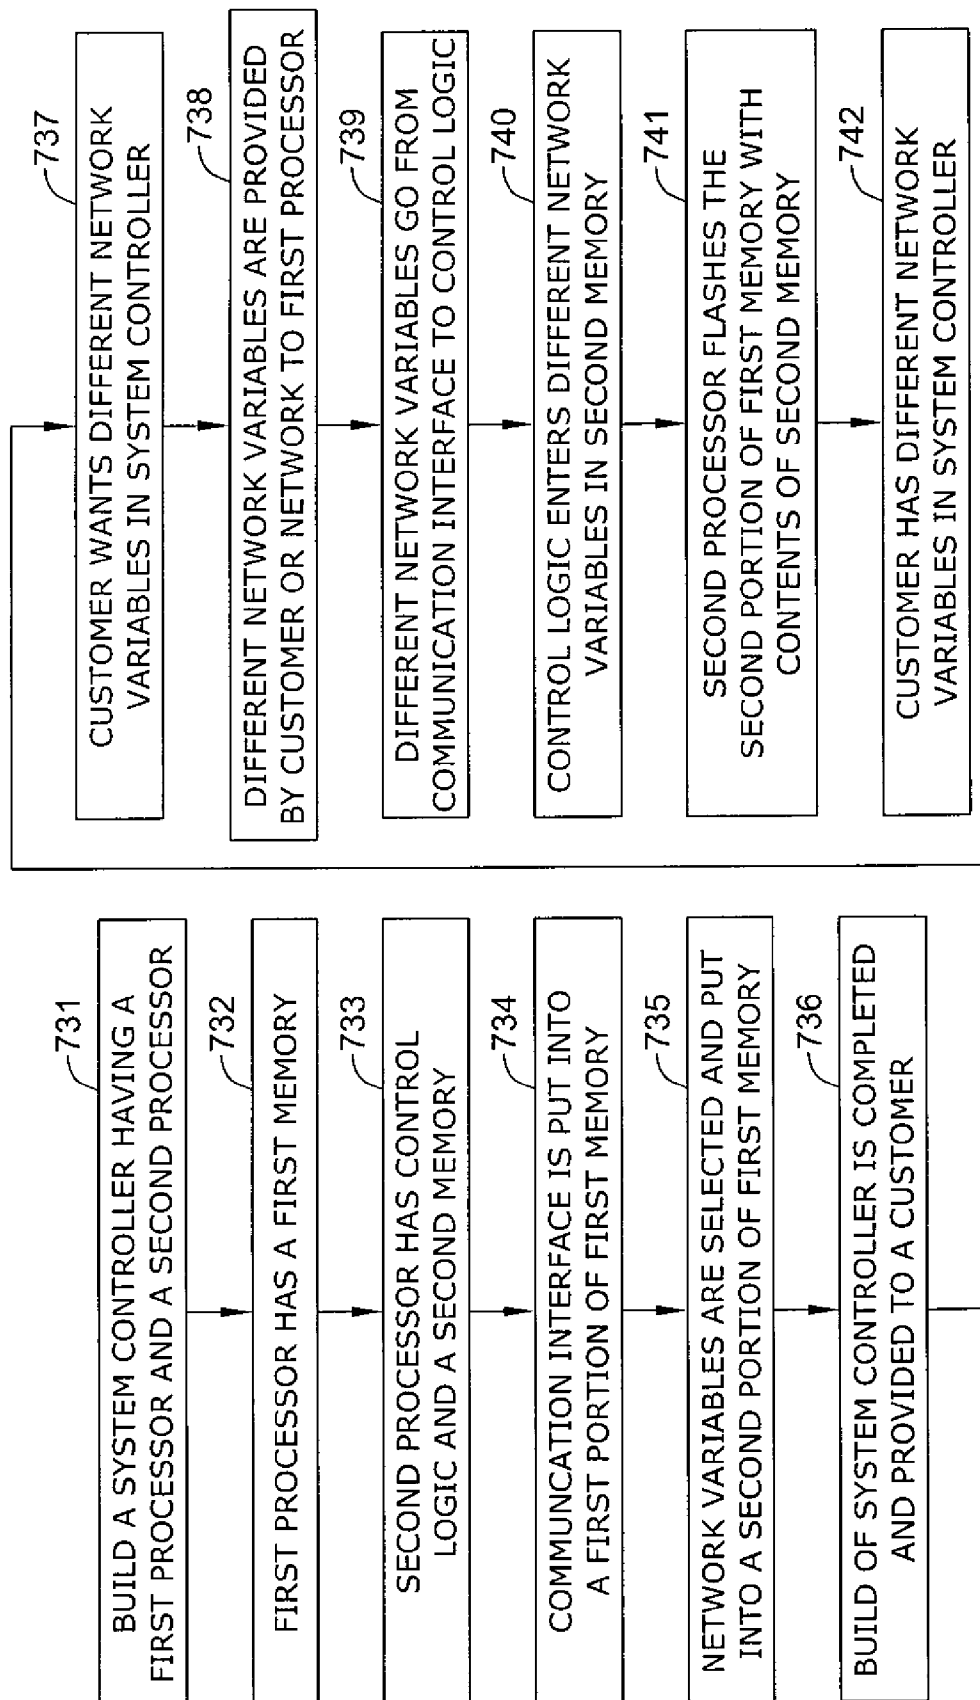 731
BUILD A SYSTEM CONTROLLER HAVING A
FIRST PROCESSOR AND A SECOND PROCESSOR
732
FIRST PROCESSOR HAS A FIRST MEMORY
733
SECOND PROCESSOR HAS CONTROL
LOGIC AND A SECOND MEMORY
734
COMMUNCATION INTERFACE IS PUT INTO
A FIRST PORTION OF FIRST MEMORY
735
NETWORK VARIABLES ARE SELECTED AND PUT
INTO A SECOND PORTION OF FIRST MEMORY
736
BUILD OF SYSTEM CONTROLLER IS COMPLETED
AND PROVIDED TO A CUSTOMER
737
CUSTOMER WANTS DIFFERENT NETWORK
VARIABLES IN SYSTEM CONTROLLER
738
DIFFERENT NETWORK VARIABLES ARE PROVIDED
BY CUSTOMER OR NETWORK TO FIRST PROCESSOR
739
DIFFERENT NETWORK VARIABLES GO FROM
COMMUNICATION INTERFACE TO CONTROL LOGIC
740
CONTROL LOGIC ENTERS DIFFERENT NETWORK
VARIABLES IN SECOND MEMORY
741
SECOND PROCESSOR FLASHES THE
SECOND PORTION OF FIRST MEMORY WITH
CONTENTS OF SECOND MEMORY
742
CUSTOMER HAS DIFFERENT NETWORK
VARIABLES IN SYSTEM CONTROLLER